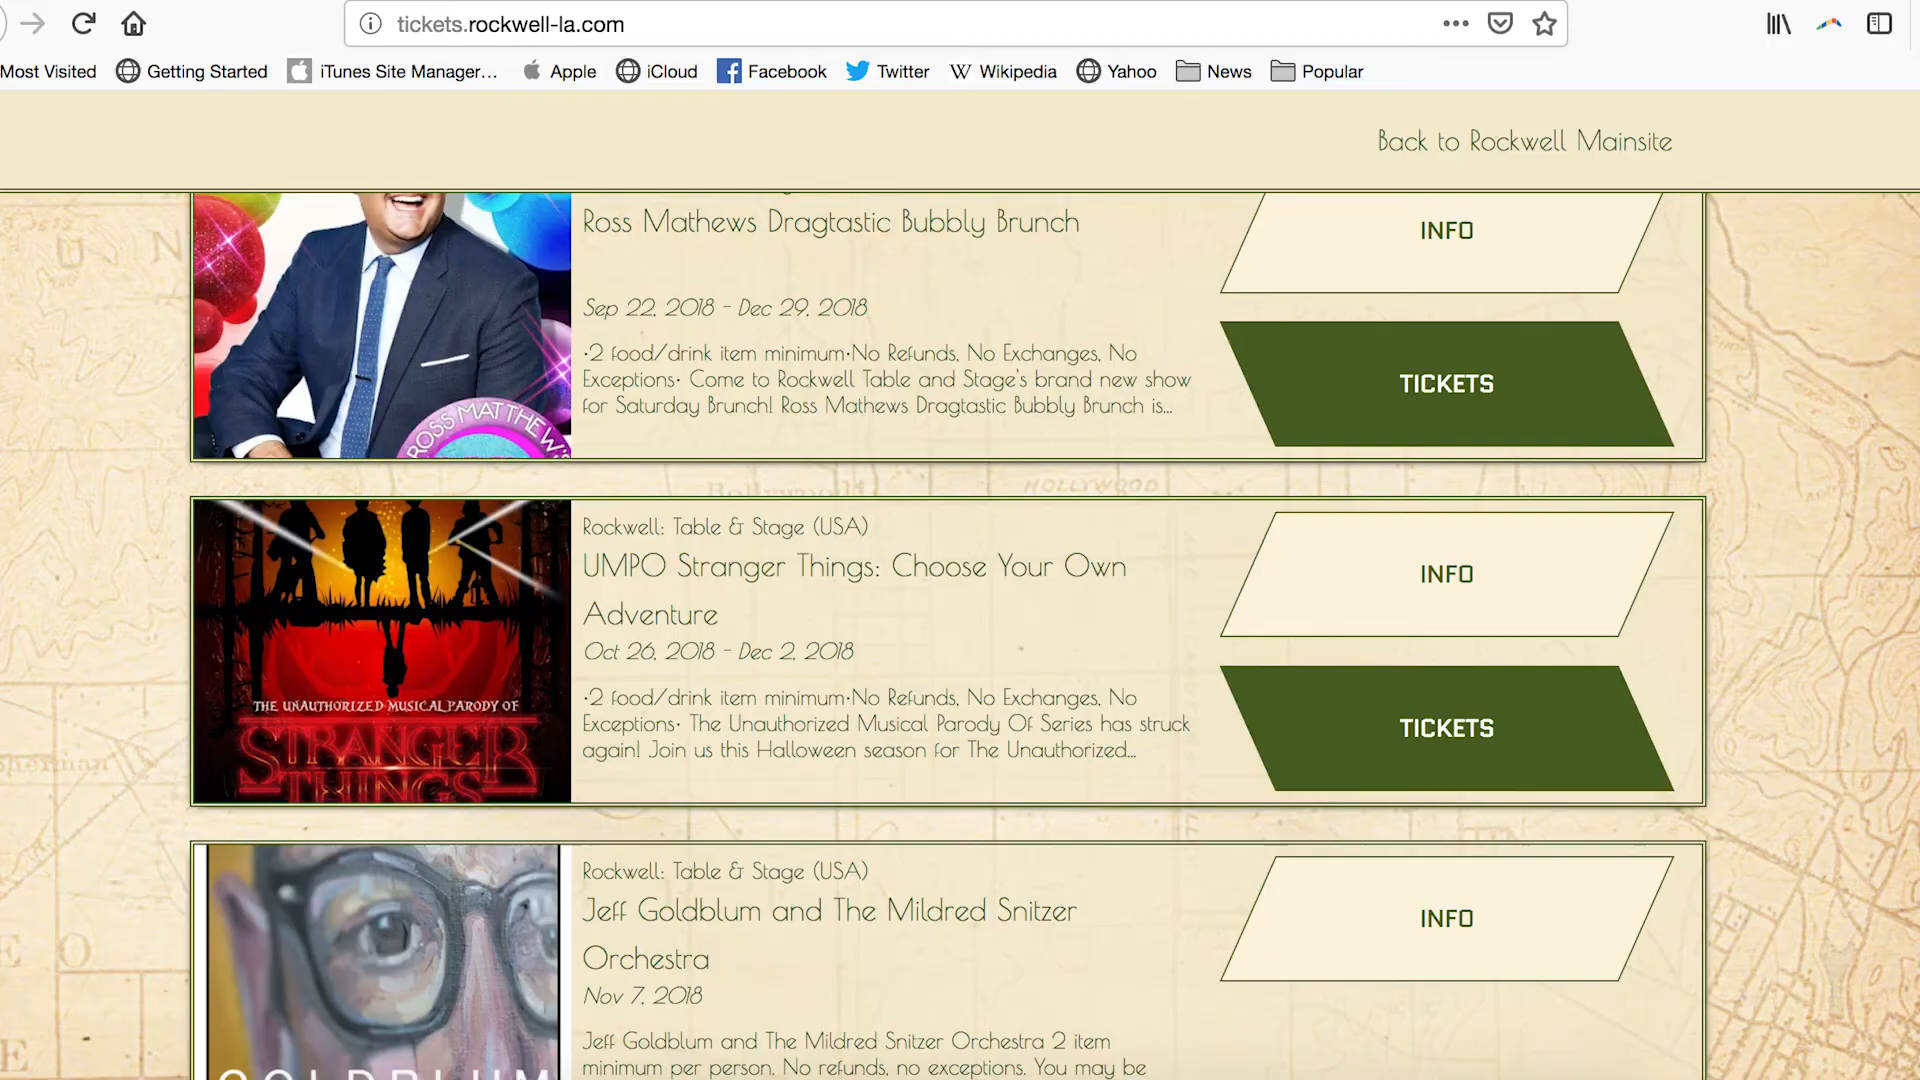 tickets.rockwell-la.com
Most Visited Getting Started iTunes Site Manager... Apple iCloud Facebook Twitter Wikipedia Yahoo News Popular
Back to Rockwell Mainsite
Ross Mathews Dragtastic Bubbly Brunch
INFO
Sep 22, 2018 - Dec 29, 2018
•2 food/drink item minimum•No Refunds, No Exchanges, No
Exceptions• Come to Rockwell Table and Stage's brand new show
for Saturday Brunch! Ross Mathews Dragtastic Bubbly Brunch is...
TICKETS
ROSS MATTHEW'S
HOLLYWOOD
Rockwell: Table & Stage (USA)
UMPO Stranger Things: Choose Your Own
Adventure
INFO
Oct 26, 2018 - Dec 2, 2018
•2 food/drink item minimum•No Refunds, No Exchanges, No
Exceptions• The Unauthorized Musical Parody Of Series has struck
again! Join us this Halloween season for The Unauthorized...
TICKETS
THE UNAUTHORIZED MUSICAL PARODY OF
STRANGER
THINGS
Rockwell: Table & Stage (USA)
Jeff Goldblum and The Mildred Snitzer
Orchestra
INFO
Nov 7, 2018
Jeff Goldblum and The Mildred Snitzer Orchestra 2 item
minimum per person. No refunds, no exceptions. You may be
GOLDBLUM